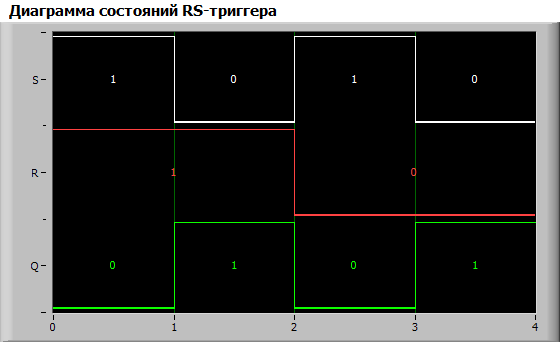 Диаграмма состояний RS-триггера
S 1 0 1 0
R 1 0
Q 0 1 0 1
0 1 2 3 4